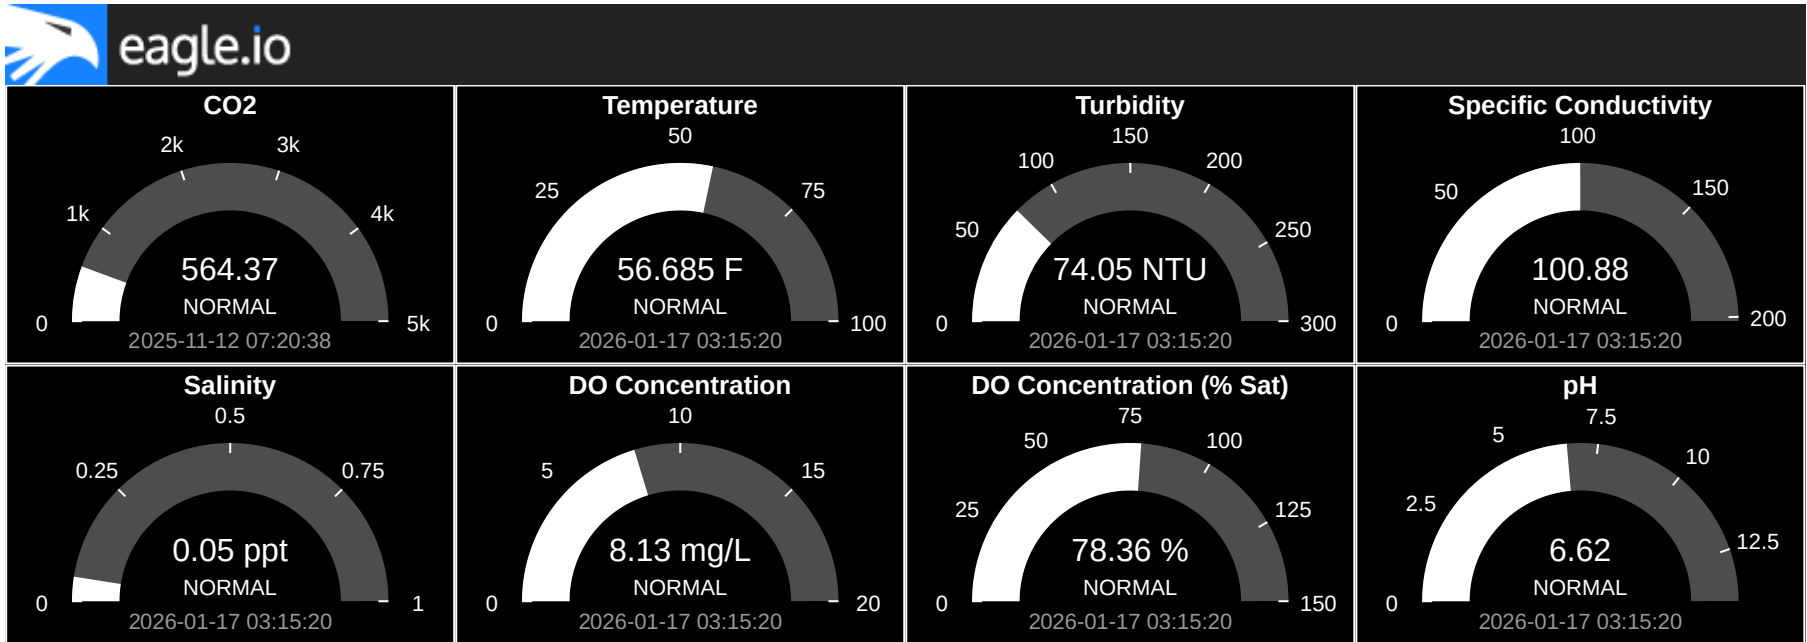 eagle.io
CO2
0
1k
2k
3k
4k
5k
564.37
NORMAL
2025-11-12 07:20:38
Temperature
0
25
50
75
100
56.685 F
NORMAL
2026-01-17 03:15:20
Turbidity
0
50
100
150
200
250
300
74.05 NTU
NORMAL
2026-01-17 03:15:20
Specific Conductivity
0
50
100
150
200
100.88
NORMAL
2026-01-17 03:15:20
Salinity
0
0.25
0.5
0.75
1
0.05 ppt
NORMAL
2026-01-17 03:15:20
DO Concentration
0
5
10
15
20
8.13 mg/L
NORMAL
2026-01-17 03:15:20
DO Concentration (% Sat)
0
25
50
75
100
125
150
78.36 %
NORMAL
2026-01-17 03:15:20
pH
0
2.5
5
7.5
10
12.5
6.62
NORMAL
2026-01-17 03:15:20